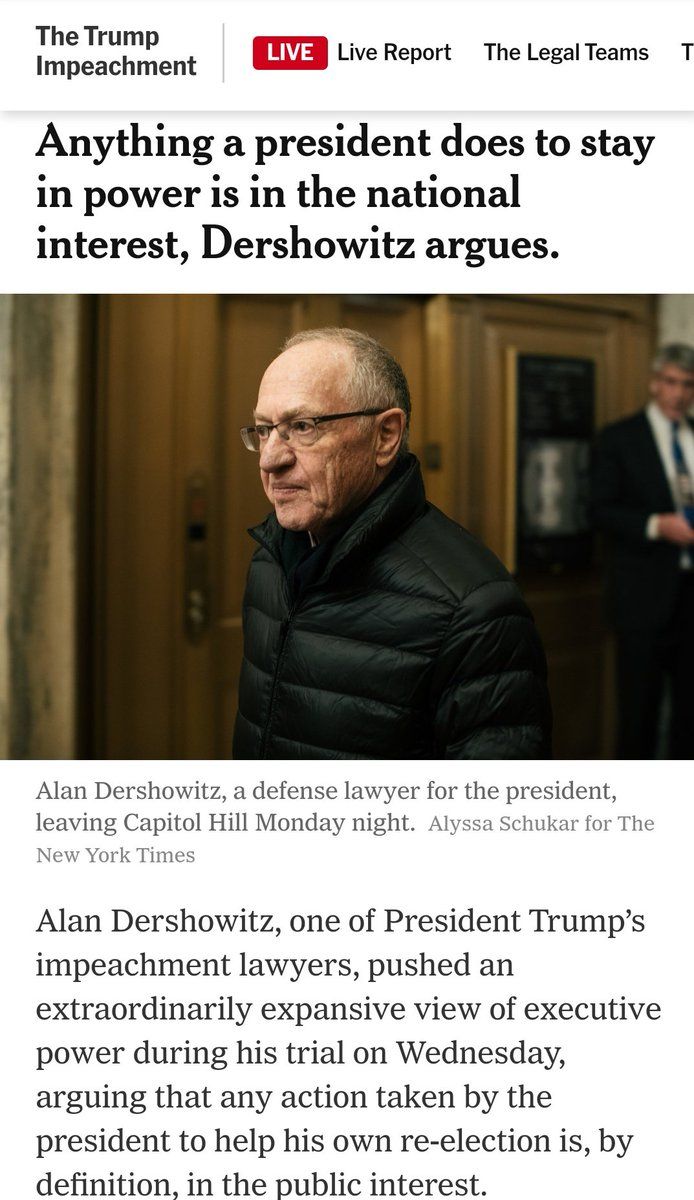 The Trump
Impeachment
LIVE Live Report The Legal Teams T
Anything a president does to stay
in power is in the national
interest, Dershowitz argues.
Alan Dershowitz, a defense lawyer for the president,
leaving Capitol Hill Monday night. Alyssa Schukar for The
New York Times
Alan Dershowitz, one of President Trump’s
impeachment lawyers, pushed an
extraordinarily expansive view of executive
power during his trial on Wednesday,
arguing that any action taken by the
president to help his own re-election is, by
definition, in the public interest.